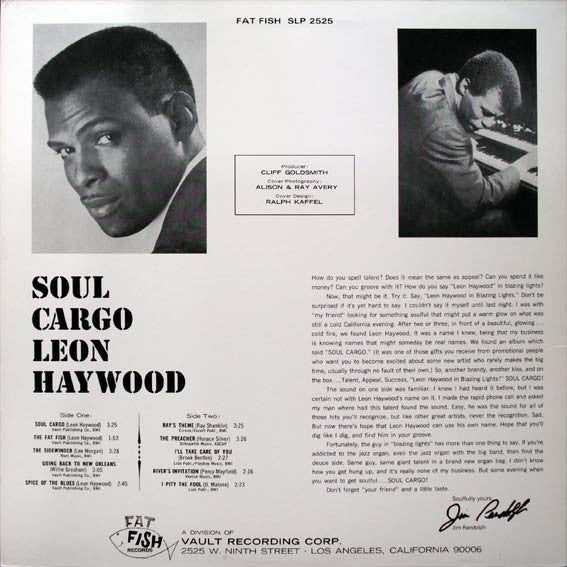 FAT FISH SLP 2525
Producer:
CLIFF GOLDSMITH
Cover Photography:
ALISON & RAY AVERY
Cover Design:
RALPH KAFFEL
SOUL
CARGO
LEON
HAYWOOD
Side One:
SOUL CARGO (Leon Haywood) 3:25
Vault Publishing Co., BMI
THE FAT FISH (Leon Haywood) 1:53
Vault Publishing Co., BMI
THE SIDEWINDER (Lee Morgan) 3:28
Nom Music, BMI
GOING BACK TO NEW ORLEANS
(Willie Gresham) 3:05
Vault Publishing Co., BMI
SPICE OF THE BLUES (Leon Haywood) 2:45
Vault Publishing Co., BMI
Side Two:
RAY'S THEME (Ray Shanklin) 3:25
Publ., BMI
THE PREACHER (Horace Silver) 3:26
Silhouette Music, ASCAP
I'LL TAKE CARE OF YOU
(Brook Benton) 2:27
Lion Publ./Playboy Music, BMI
RIVER'S INVITATION (Percy Mayfield) 2:16
Venice Music, BMI
I PITY THE FOOL (D. Malone) 2:23
Lion Publ., BMI
How do you spell talent? Does it mean the same as appeal? Can you spend it like
money? Can you groove with it? How do you say "Leon Haywood" in blazing lights?
Now, that might be it. Try it. Say, "Leon Haywood in Blazing Lights." Don't be
surprised if it's yet hard to say. I couldn't say it myself until last night. I was with
"my friend" looking for something soulful that might put a warm glow on what was
still a cold California evening. After two or three, in front of a beautiful, glowing...
cold fire, we found Leon Haywood. It was a name I knew, being that my business
is knowing names that might someday be real names. We found an album which
said "SOUL CARGO." (It was one of those gifts you receive from promotional people
who want you to become excited about some new artist who rarely makes the big
time, usually through no fault of their own.) So, another brandy, another kiss, and on
the box...Talent, Appeal, Success, "Leon Haywood in Blazing Lights!" SOUL CARGO!
The sound on one side was familiar. I knew I had heard it before, but I was
certain not with Leon Haywood's name on it. I made the rapid phone call and asked
my man where had this talent found the sound. Easy, he was the sound for all of
those hits you'll recognize, but like other great artists, never the recognition. Sad.
But now there's hope that Leon Haywood can use his own name. Hope that you'll
dig like I dig, and find him in your groove.
Fortunately, the guy in "blasting lights" has more than one thing to say. If you're
addicted to the jazz organ, even the jazz organ with the big band, then find the
deuce side. Same guy, same giant talent in a brand new organ bag. I don't know
how you get hung up, and it's really none of my business. But some evening when
you want to get soulful...SOUL CARGO!
Don't forget "your friend" and a little taste.
Soulfully yours,
Jim Randolph
Jim Randolph
FAT
FISH
RECORDS
A DIVISION OF
VAULT RECORDING CORP.
2525 W. NINTH STREET · LOS ANGELES, CALIFORNIA 90006